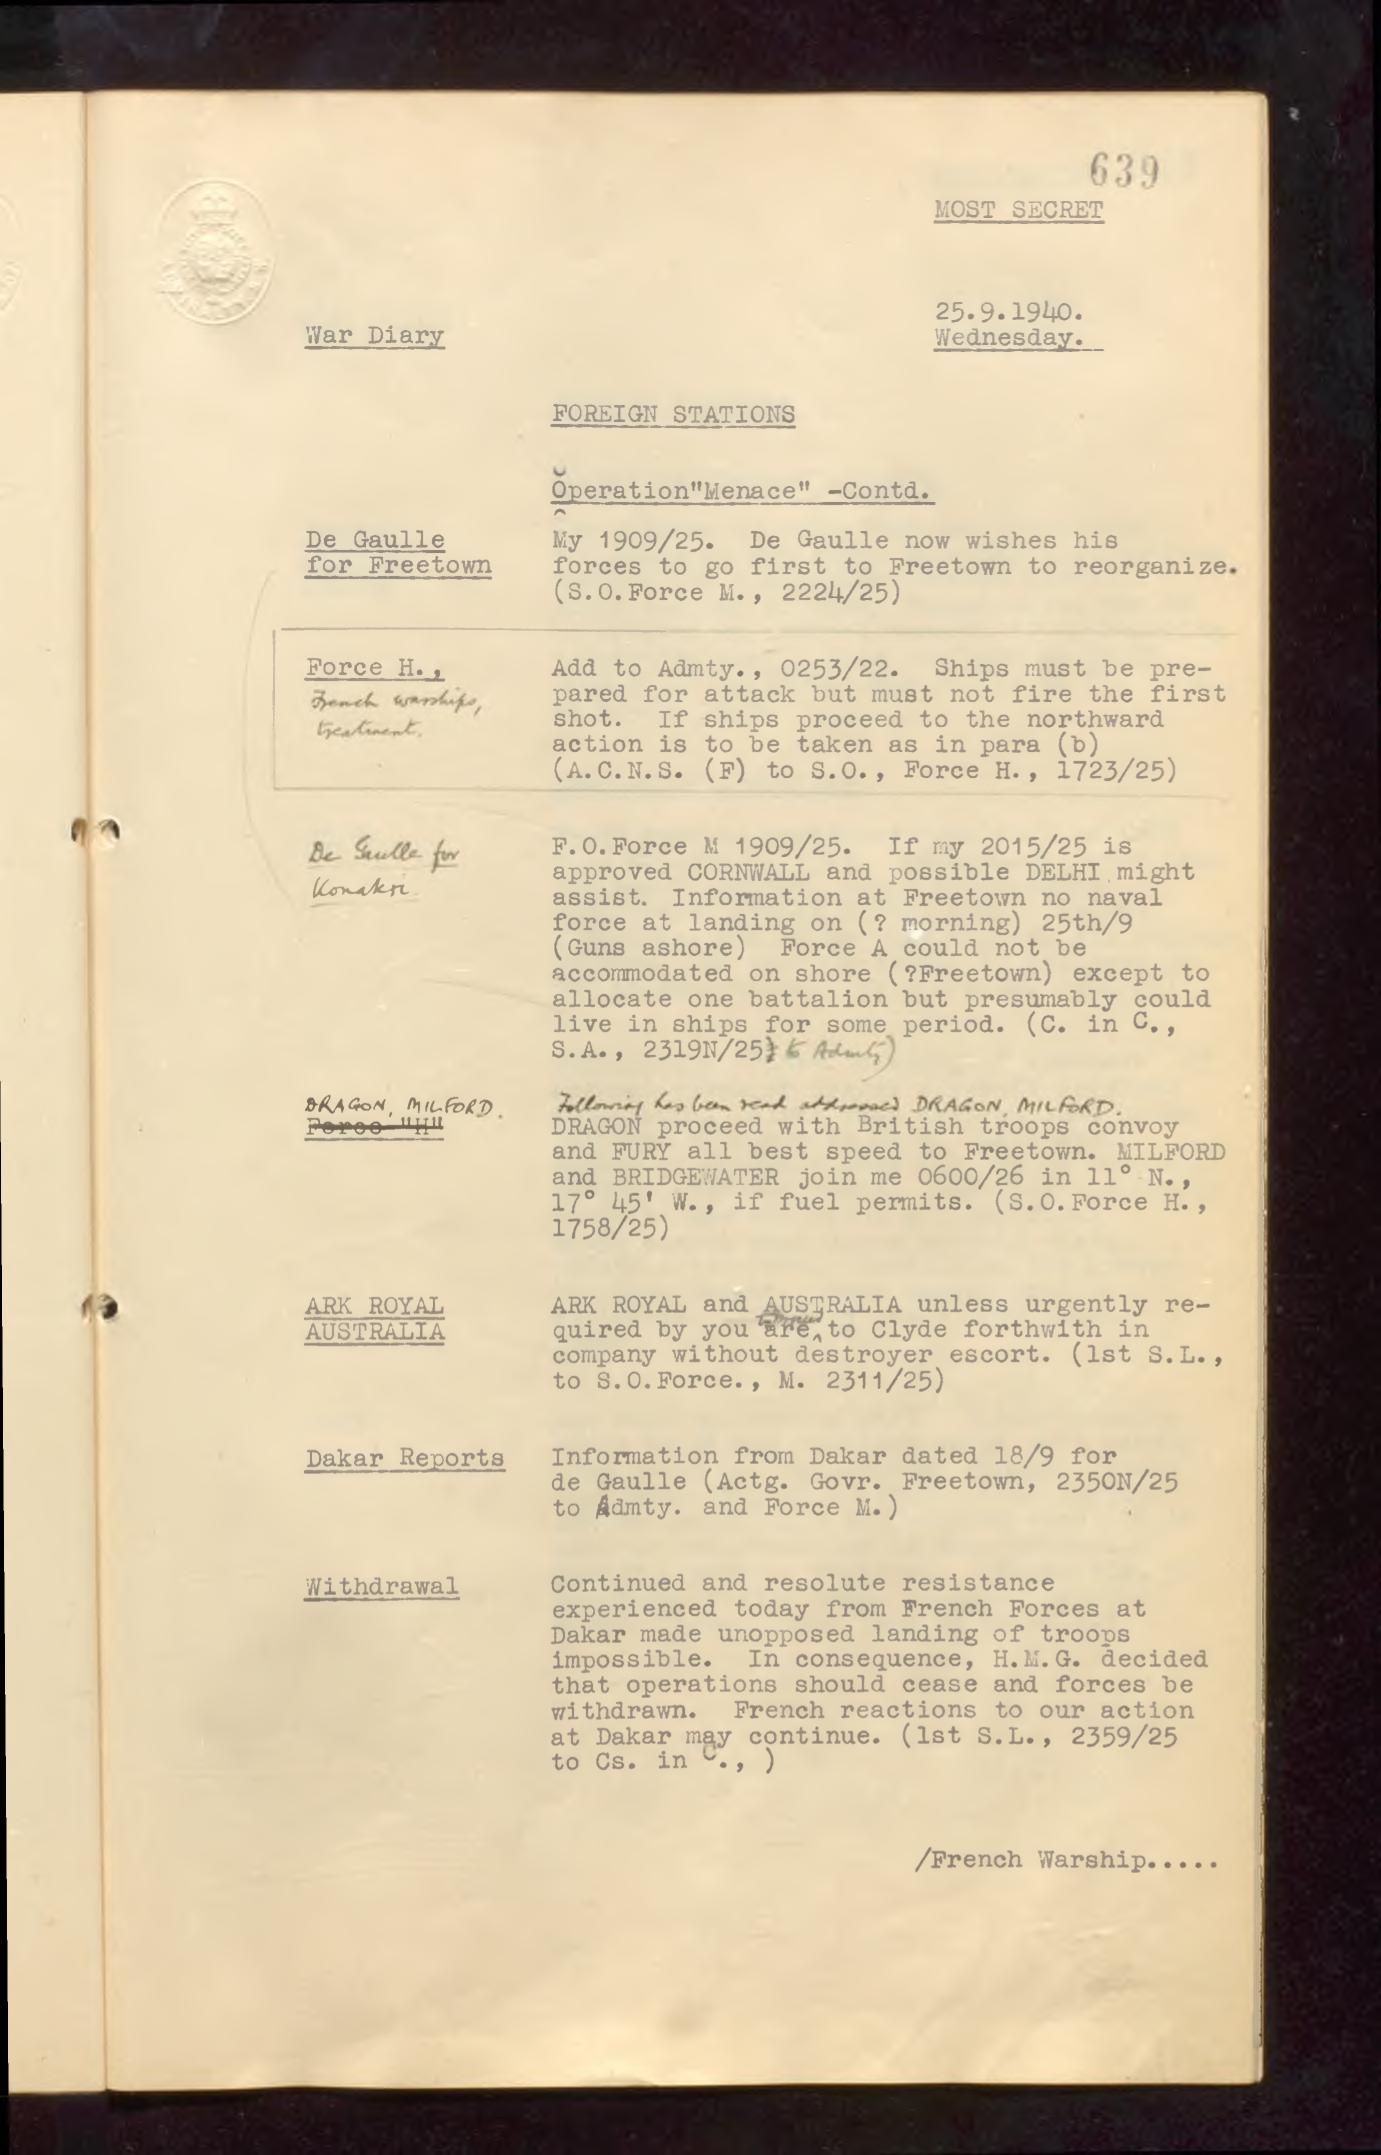 639
MOST SECRET
25.9.1940.
War Diary
Wednesday.
FOREIGN STATIONS
Operation"Menace" -Contd.
De Gaulle
for Freetown
My 1909/25. De Gaulle now wishes his
forces to go first to Freetown to reorganize.
(S.O.Force M., 2224/25)
Force H.,
French warships,
treatment.
Add to Admty., 0253/22. Ships must be pre-
pared for attack but must not fire the first
shot. If ships proceed to the northward
action is to be taken as in para (b)
(A.C.N.S. (F) to S.O., Force H., 1723/25)
De Gaulle for
Konakri.
F.O.Force M 1909/25. If my 2015/25 is
approved CORNWALL and possible DELHI might
assist. Information at Freetown no naval
force at landing on (? morning) 25th/9
(Guns ashore) Force A could not be
accommodated on shore (?Freetown) except to
allocate one battalion but presumably could
live in ships for some period. (C. in C.,
S.A., 2319N/25 to Admty)
DRAGON, MILFORD.
Force "H"
Following has been read addressed DRAGON, MILFORD.
DRAGON proceed with British troops convoy
and FURY all best speed to Freetown. MILFORD
and BRIDGEWATER join me 0600/26 in 11° N.,
17° 45' W., if fuel permits. (S.O.Force H.,
1758/25)
ARK ROYAL
AUSTRALIA
ARK ROYAL and AUSTRALIA unless urgently re-
quired by you are to Clyde forthwith in
company without destroyer escort. (1st S.L.,
to S.O.Force., M. 2311/25)
Dakar Reports
Information from Dakar dated 18/9 for
de Gaulle (Actg. Govr. Freetown, 2350N/25
to Admty. and Force M.)
Withdrawal
Continued and resolute resistance
experienced today from French Forces at
Dakar made unopposed landing of troops
impossible. In consequence, H.M.G. decided
that operations should cease and forces be
withdrawn. French reactions to our action
at Dakar may continue. (1st S.L., 2359/25
to Cs. in C., )
/French Warship.....